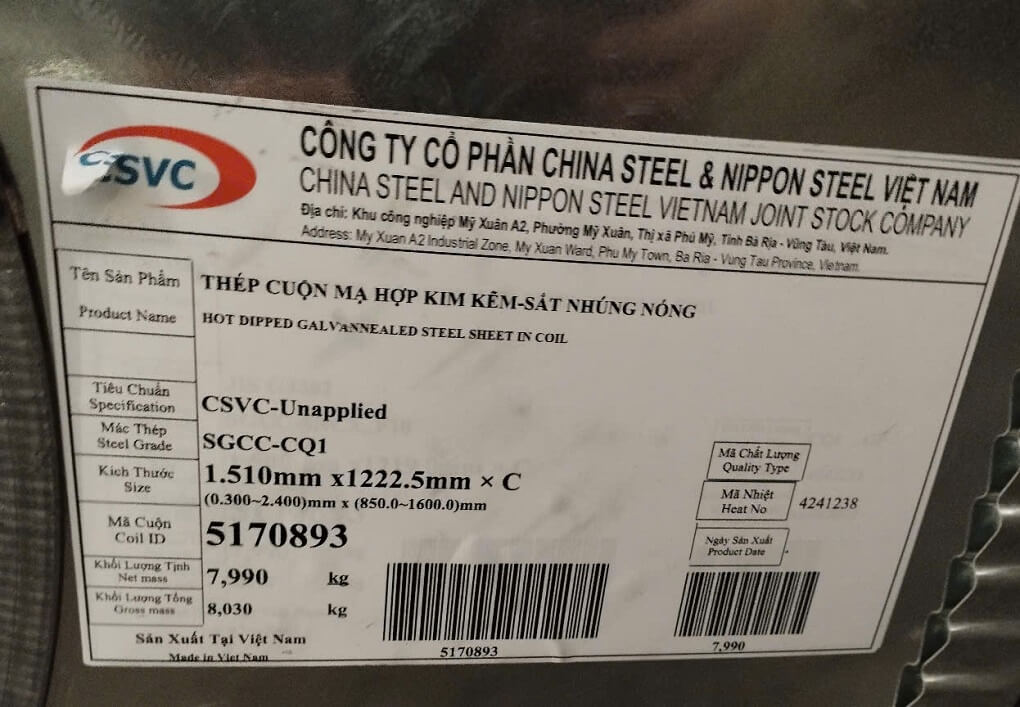 CSVC
CÔNG TY CỔ PHẦN CHINA STEEL & NIPPON STEEL VIỆT NAM
CHINA STEEL AND NIPPON STEEL VIETNAM JOINT STOCK COMPANY
Địa chỉ: Khu công nghiệp Mỹ Xuân A2, Phường Mỹ Xuân, Thị xã Phú Mỹ, Tỉnh Bà Rịa - Vũng Tàu, Việt Nam.
Address: My Xuan A2 Industrial Zone, My Xuan Ward, Phu My Town, Ba Ria - Vung Tau Province, Vietnam.
Tên Sản Phẩm
Product Name
THÉP CUỘN MẠ HỢP KIM KẼM-SẮT NHÚNG NÓNG
HOT DIPPED GALVANNEALED STEEL SHEET IN COIL
Tiêu Chuẩn
Specification
CSVC-Unapplied
Mác Thép
Steel Grade
SGCC-CQ1
Kích Thước
Size
1.510mm x1222.5mm × C
(0.300~2.400)mm x (850.0~1600.0)mm
Mã Chất Lượng
Quality Type
Mã Nhiệt
Heat No
4241238
Mã Cuộn
Coil ID
5170893
Ngày Sản Xuất
Product Date
Khối Lượng Tịnh
Net mass
7,990 kg
Khối Lượng Tổng
Gross mass
8,030 kg
Sản Xuất Tại Việt Nam
Made in Viet Nam
5170893
7,990